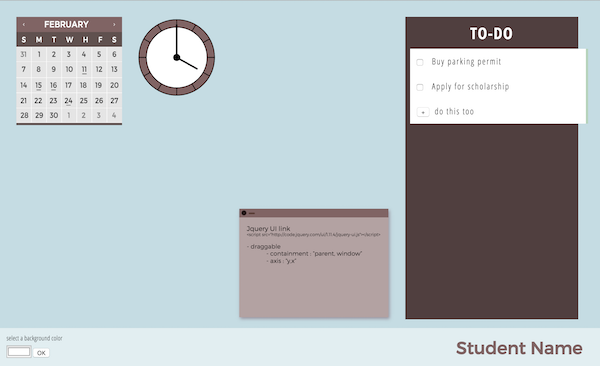 ‹ FEBRUARY ›
S M T W T F S
31 1 2 3 4 5 6
7 8 9 10 11 12 13
14 15 16 17 18 19 20
21 22 23 24 25 26 27
28 29 30 1 2 3 4
TO-DO
Buy parking permit
Apply for scholarship
+ do this too
Jquery UI link
- draggable
- containment : "parent, window"
- axis : "y,x"
select a background color
OK
Student Name